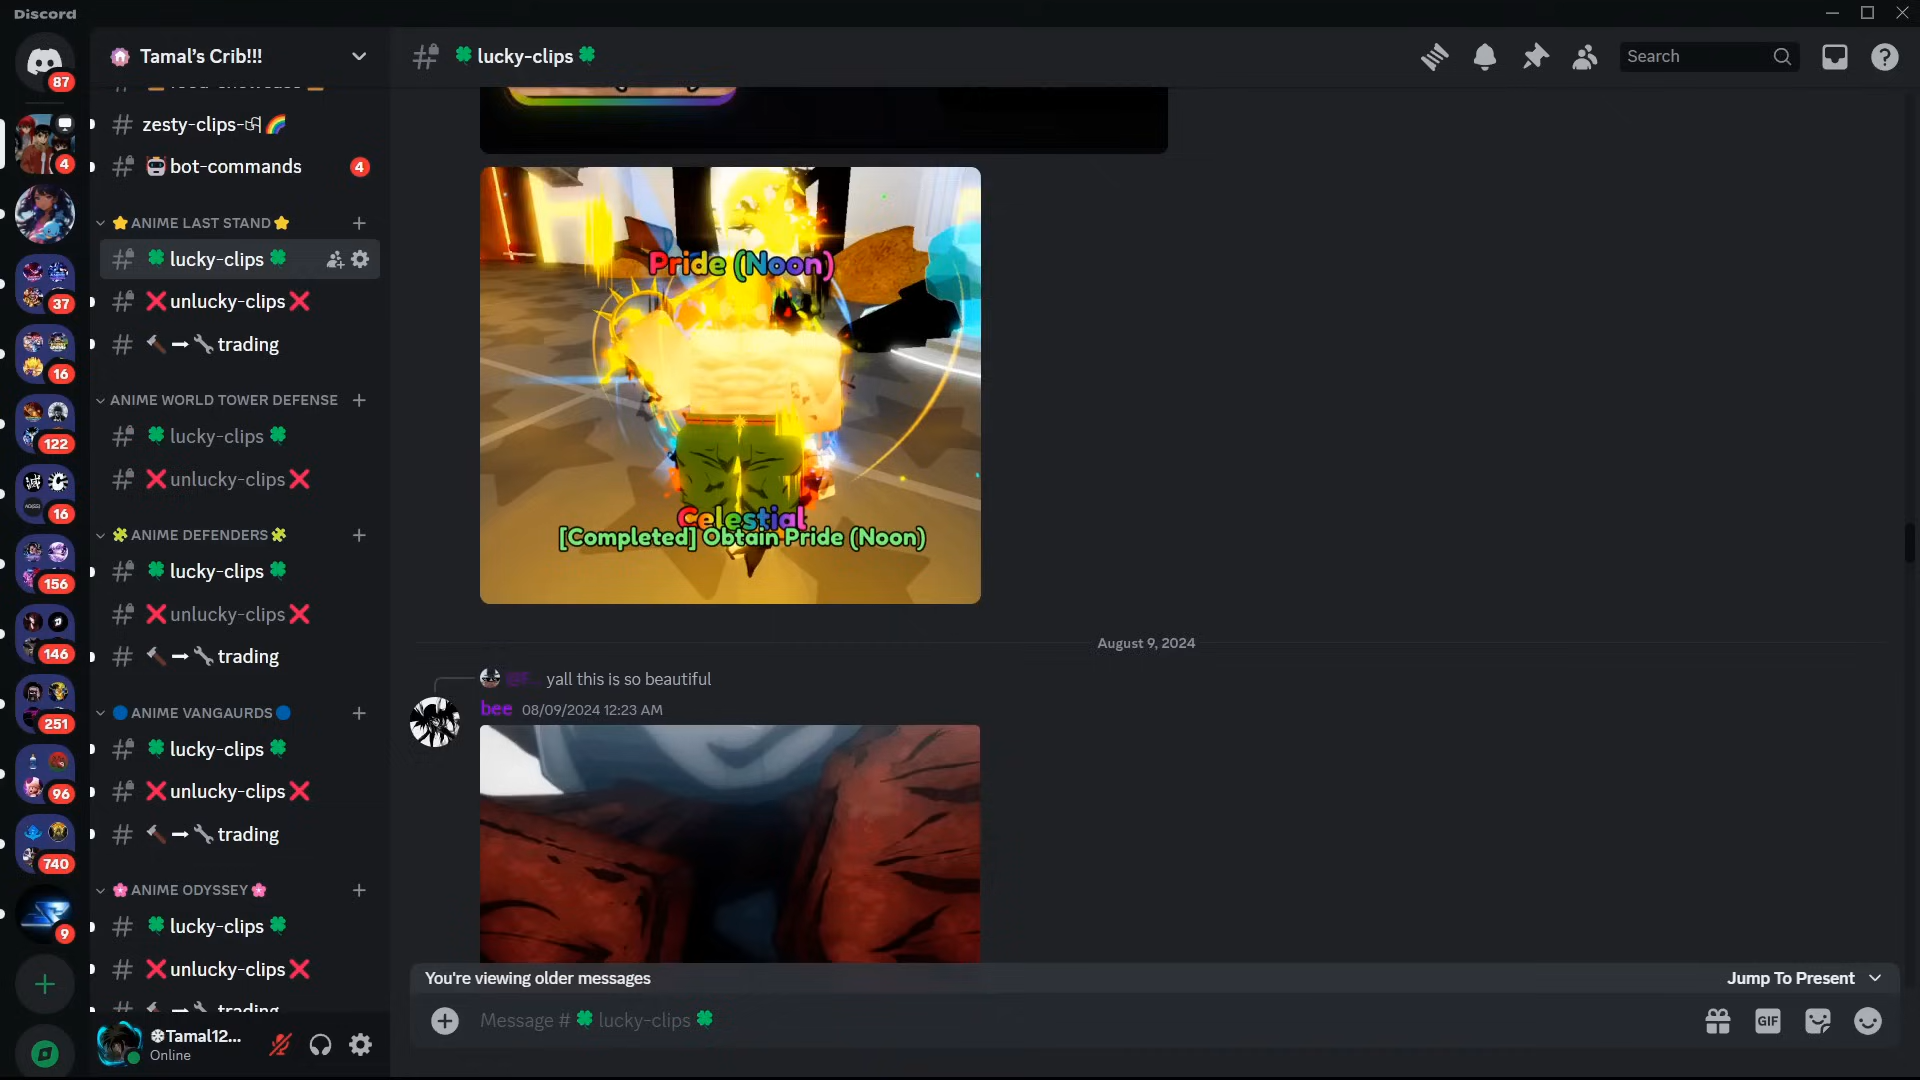 Discord
87
4
37
16
122
16
156
146
251
96
740
9
Tamal's Crib!!!
zesty-clips-
bot-commands
4
ANIME LAST STAND
lucky-clips
unlucky-clips
trading
ANIME WORLD TOWER DEFENSE
lucky-clips
unlucky-clips
ANIME DEFENDERS
lucky-clips
unlucky-clips
trading
ANIME VANGAURDS
lucky-clips
unlucky-clips
trading
ANIME ODYSSEY
lucky-clips
unlucky-clips
trading
❄Tamal12...
Online
lucky-clips
Search
Pride (Noon)
Celestial
[Completed] Obtain Pride (Noon)
August 9, 2024
@F... yall this is so beautiful
bee 08/09/2024 12:23 AM
You're viewing older messages
Jump To Present
Message # 🍀 lucky-clips 🍀
GIF